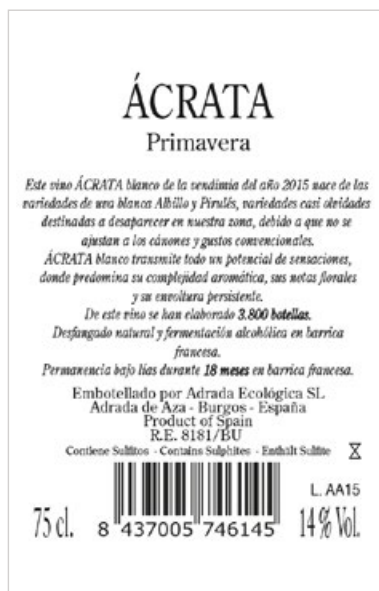 ÁCRATA
Primavera
Este vino ÁCRATA blanco de la vendimia del año 2015 nace de las
variedades de uva blanca Albillo y Pirulés, variedades casi olvidades
destinadas a desaparecer en nuestra zona, debido a que no se
ajustan a los cánones y gustos convencionales.
ÁCRATA blanco transmite todo un potencial de sensaciones,
donde predomina su complejidad aromática, sus notas florales
y su envoltura persistente.
De este vino se han elaborado 3.800 botellas.
Desfangado natural y fermentación alcohólica en barrica
francesa.
Permanencia bajo lías durante 18 meses en barrica francesa.
Embotellado por Adrada Ecológica SL
Adrada de Aza - Burgos - España
Product of Spain
R.E. 8181/BU
Contiene Sulfitos - Contains Sulphites - Enthält Sulfite
L. AA15
75 cl. 8 437005 746145 14 % Vol.